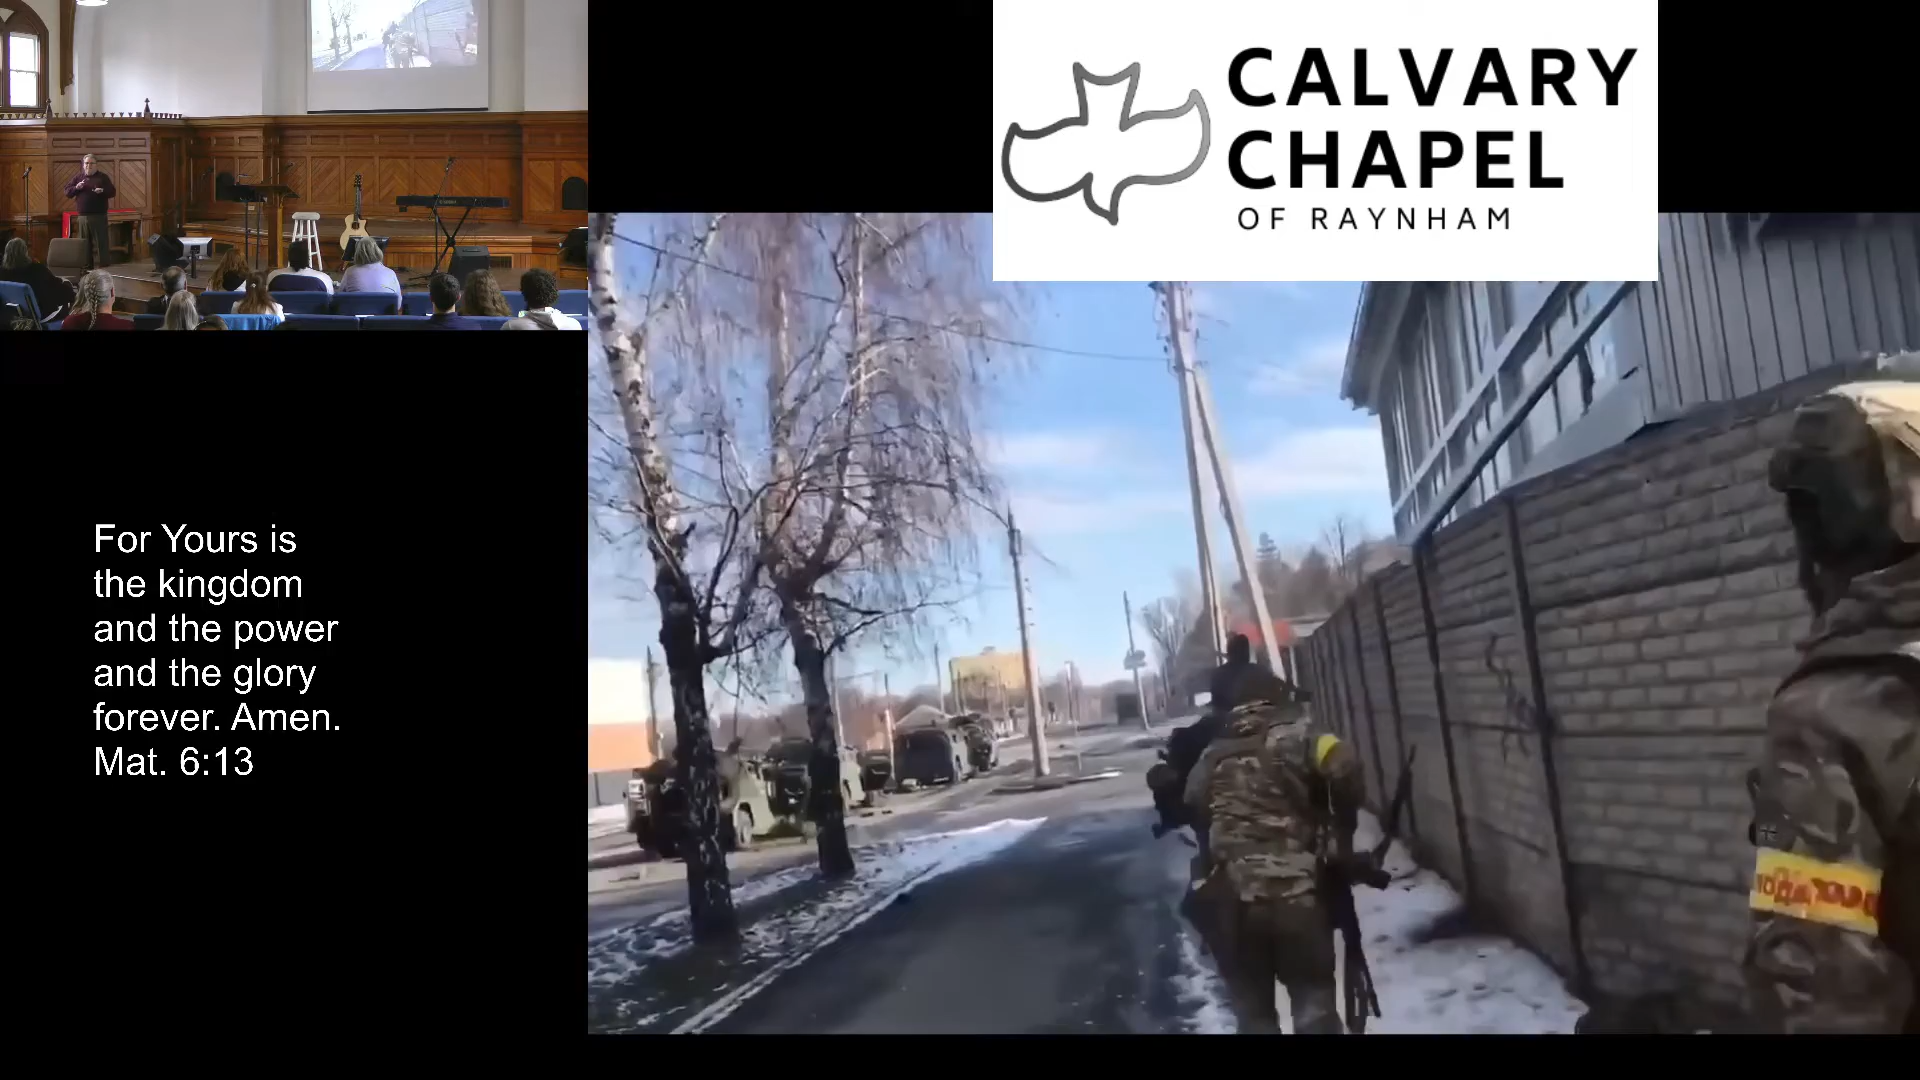 CALVARY
CHAPEL
OF RAYNHAM
For Yours is
the kingdom
and the power
and the glory
forever. Amen.
Mat. 6:13